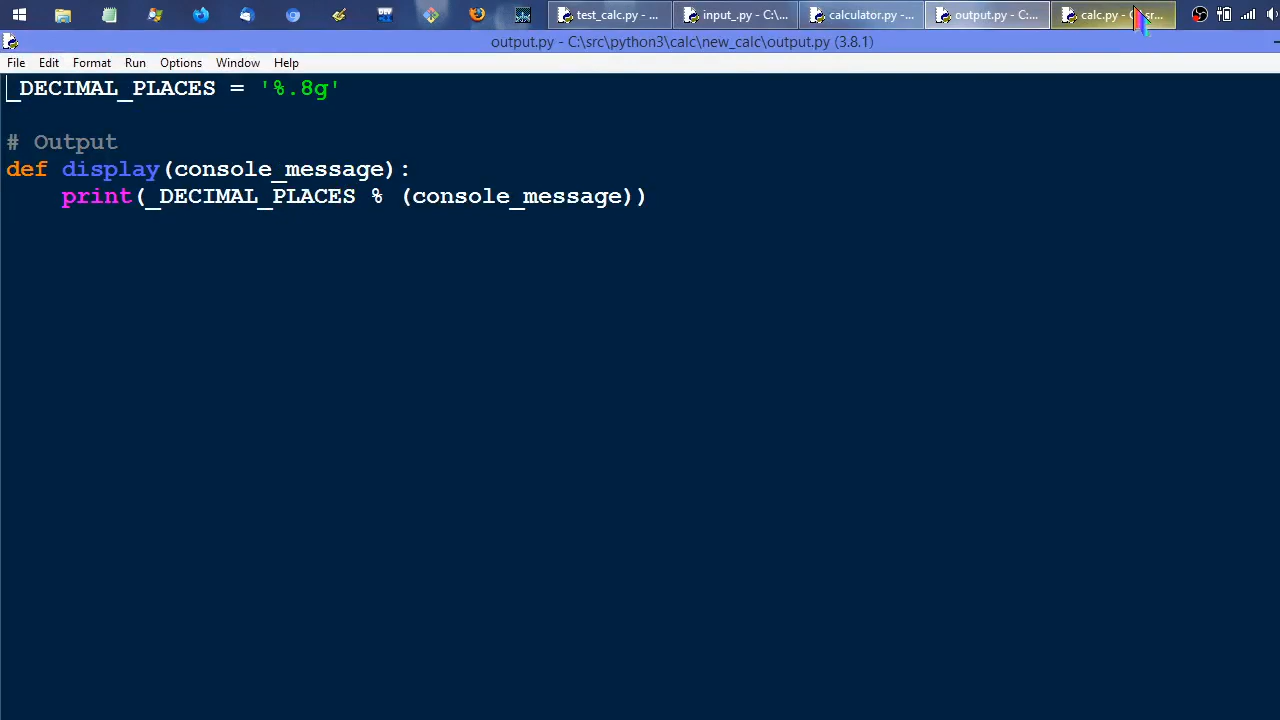 test_calc.py - ...
input_.py - C:\...
calculator.py -...
output.py - C:...
calc.py - C:\sr...
output.py - C:\src\python3\calc\new_calc\output.py (3.8.1)
File Edit Format Run Options Window Help
_DECIMAL_PLACES = '%.8g'
# Output
def display(console_message):
    print(_DECIMAL_PLACES % (console_message))